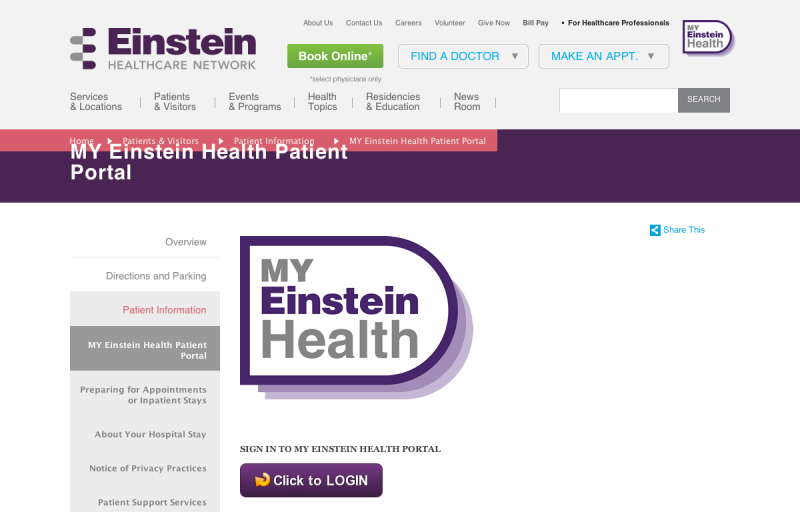 About Us Contact Us Careers Volunteer Give Now Bill Pay • For Healthcare Professionals
Einstein
HEALTHCARE NETWORK
Book Online*
*select physicians only
FIND A DOCTOR ▼
MAKE AN APPT. ▼
MY
Einstein
Health
Services
& Locations
Patients
& Visitors
Events
& Programs
Health
Topics
Residencies
& Education
News
Room
SEARCH
Home Patients & Visitors Patient Information MY Einstein Health Patient Portal
MY Einstein Health Patient
Portal
Share This
Overview
Directions and Parking
Patient Information
MY Einstein Health Patient
Portal
Preparing for Appointments
or Inpatient Stays
About Your Hospital Stay
Notice of Privacy Practices
Patient Support Services
MY
Einstein
Health
SIGN IN TO MY EINSTEIN HEALTH PORTAL
Click to LOGIN